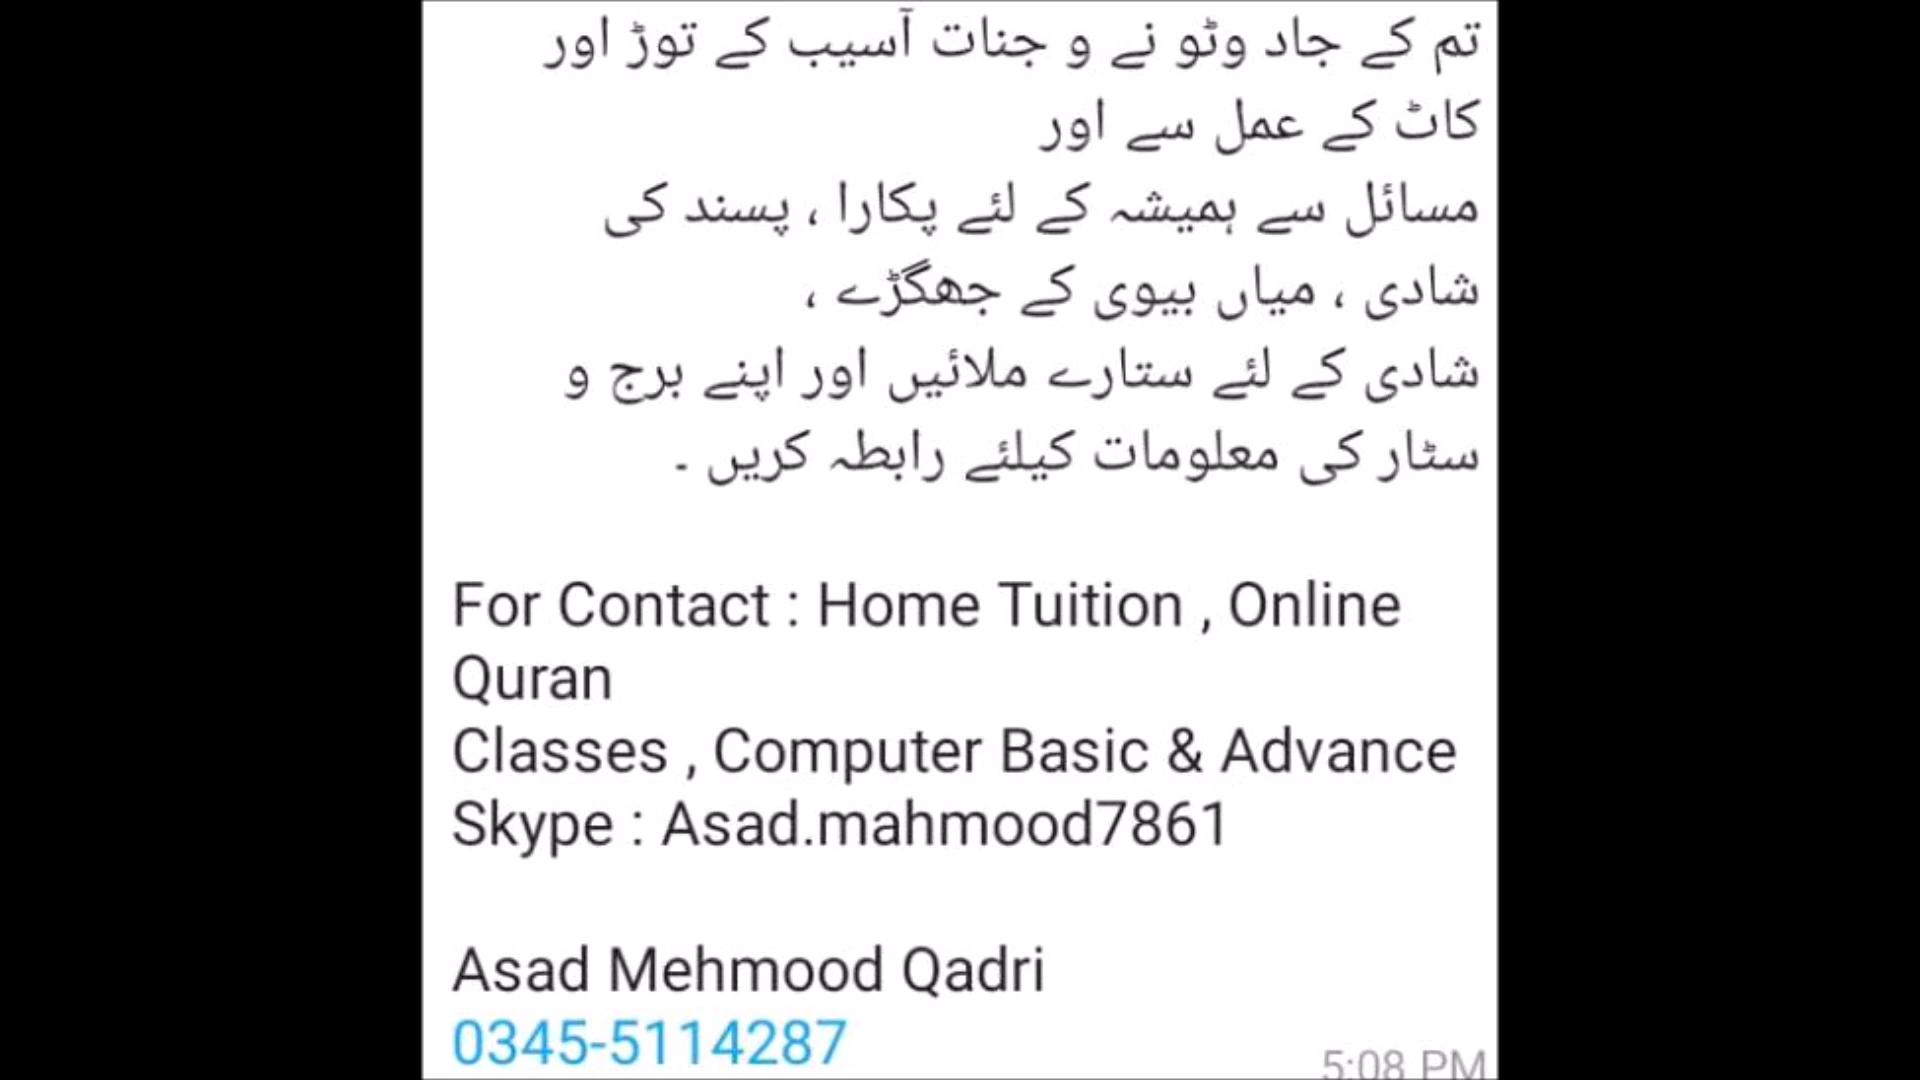 تم کے جاد وٹو نے و جنات آسیب کے توڑ اور
کاٹ کے عمل سے اور
مسائل سے ہمیشہ کے لئے پکارا ، پسند کی
شادی ، میاں بیوی کے جھگڑے ،
شادی کے لئے ستارے ملائیں اور اپنے برج و
سٹار کی معلومات کیلئے رابطہ کریں ۔
For Contact : Home Tuition , Online
Quran
Classes , Computer Basic & Advance
Skype : Asad.mahmood7861
Asad Mehmood Qadri
0345-5114287
5:08 PM